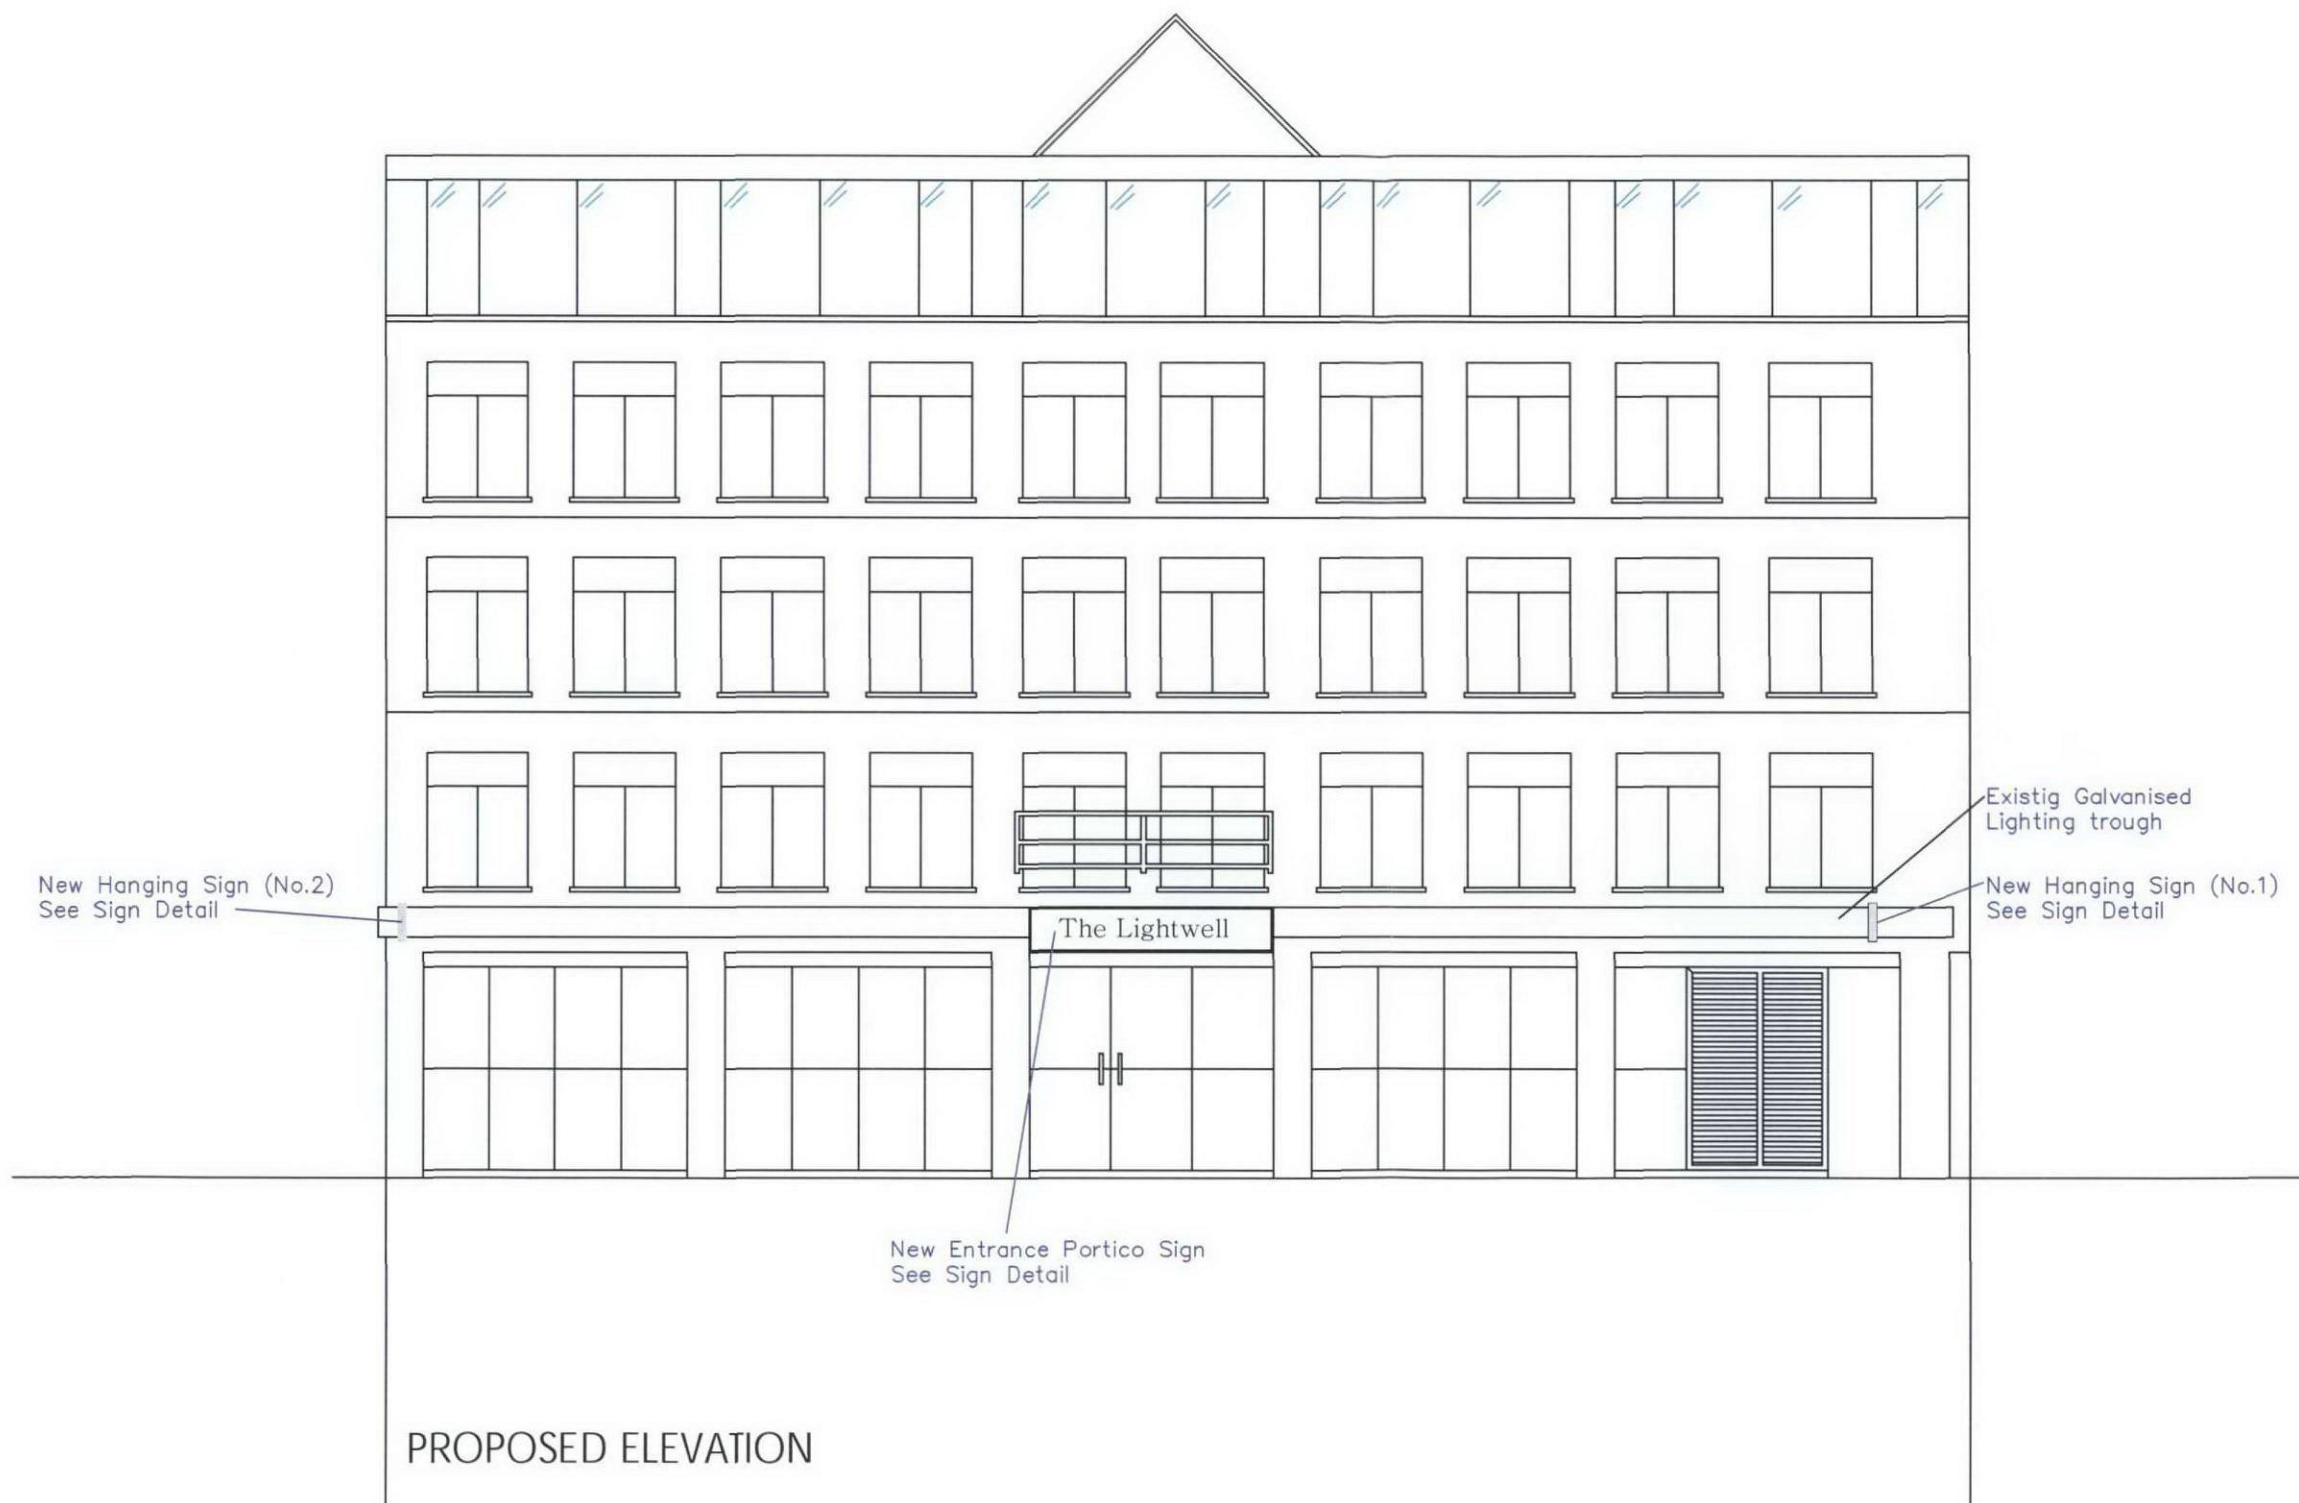 Existig Galvanised
Lighting trough
New Hanging Sign (No.2)
See Sign Detail
New Hanging Sign (No.1)
See Sign Detail
The Lightwell
New Entrance Portico Sign
See Sign Detail
PROPOSED ELEVATION